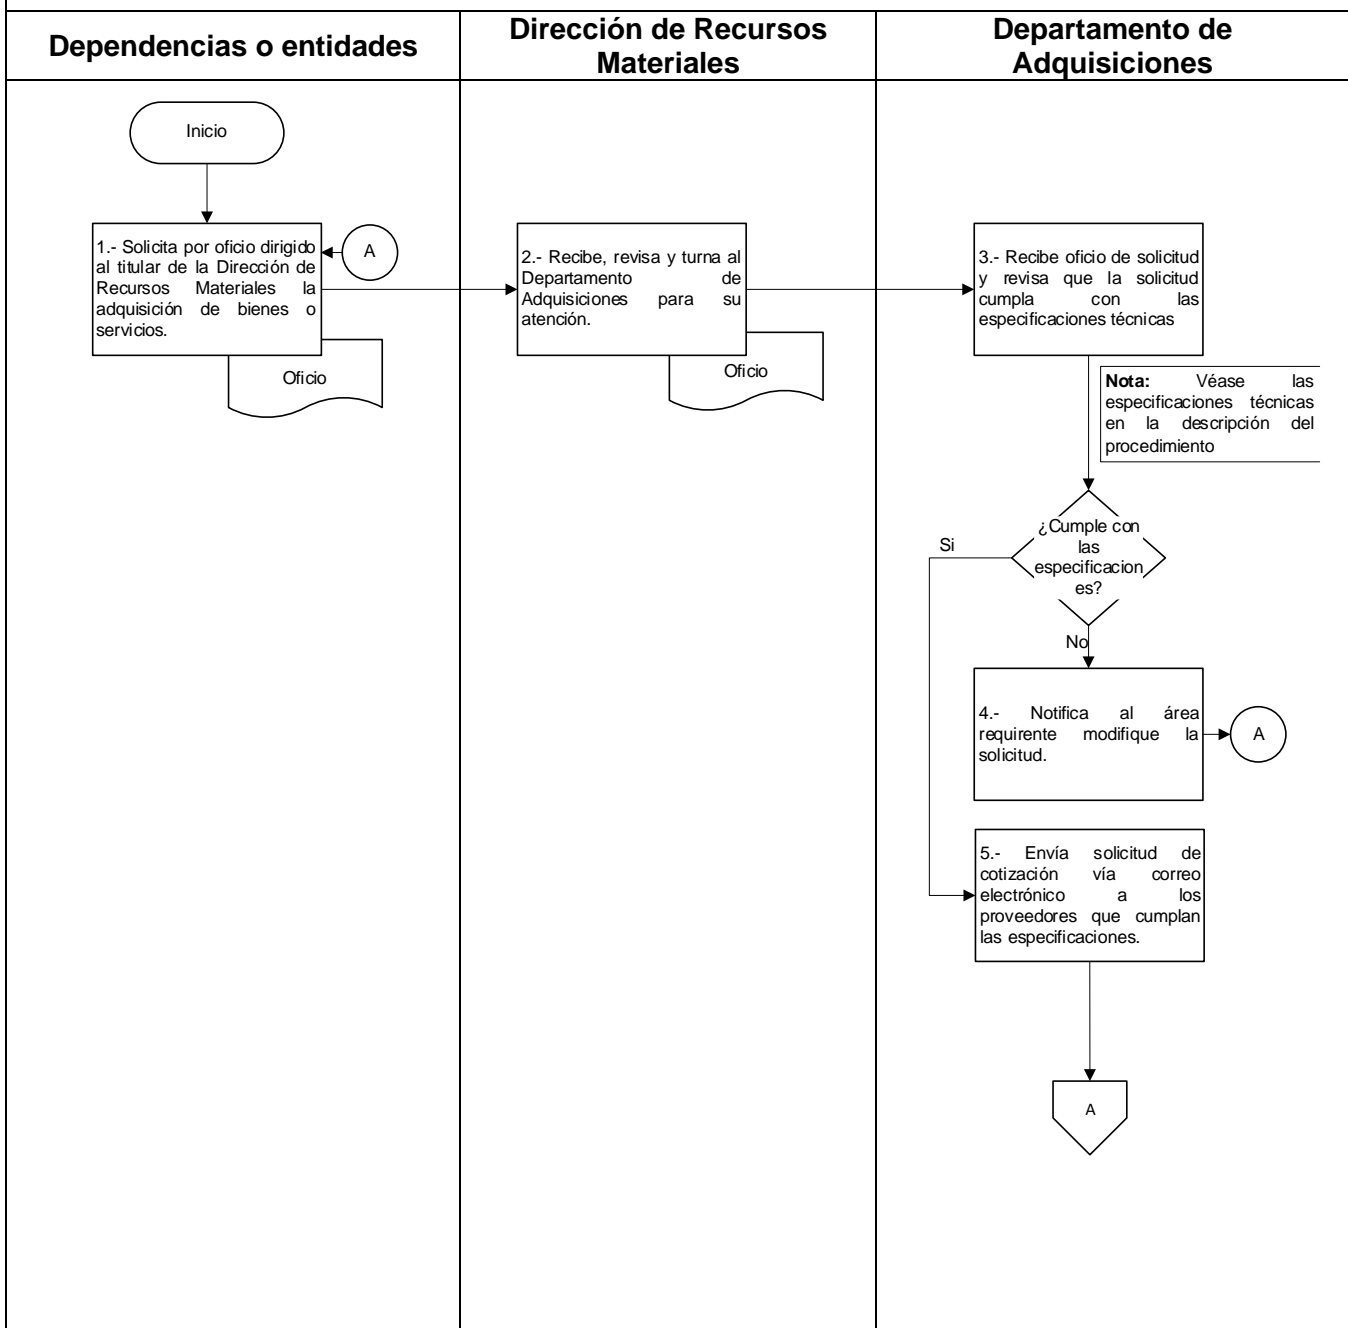 Dependencias o entidades
Dirección de Recursos
Materiales
Departamento de
Adquisiciones
Inicio
1.- Solicita por oficio dirigido
al titular de la Dirección de
Recursos Materiales la
adquisición de bienes o
servicios.
A
Oficio
2.- Recibe, revisa y turna al
Departamento de
Adquisiciones para su
atención.
Oficio
3.- Recibe oficio de solicitud
y revisa que la solicitud
cumpla con las
especificaciones técnicas
Nota: Véase las
especificaciones técnicas
en la descripción del
procedimiento
¿Cumple con
las
especificacion
es?
Si
No
4.- Notifica al área
requirente modifique la
solicitud.
A
5.- Envía solicitud de
cotización vía correo
electrónico a los
proveedores que cumplan
las especificaciones.
A